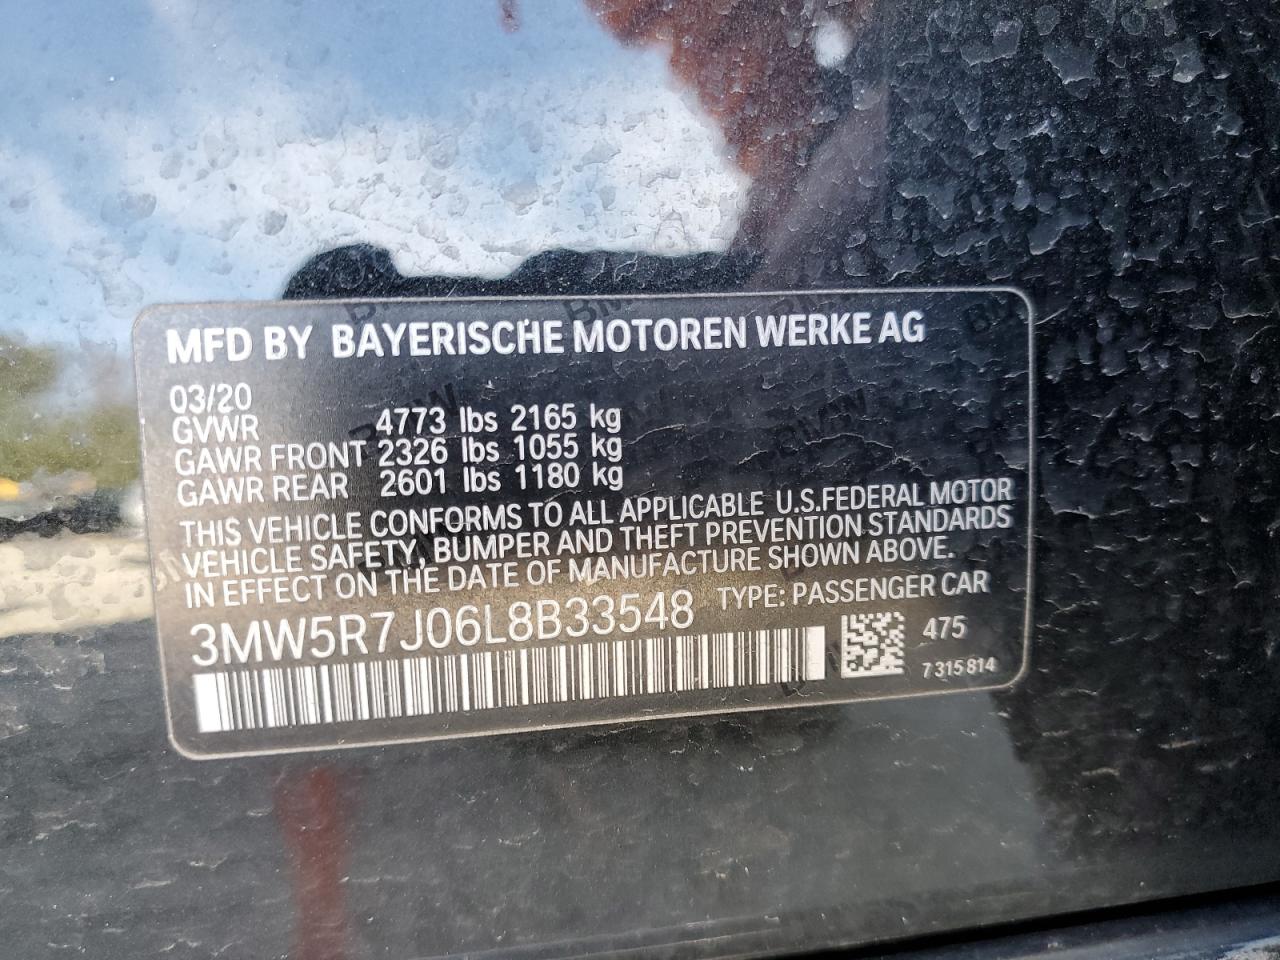 MFD BY BAYERISCHE MOTOREN WERKE AG
03/20
GVWR 4773 lbs 2165 kg
GAWR FRONT 2326 lbs 1055 kg
GAWR REAR 2601 lbs 1180 kg
THIS VEHICLE CONFORMS TO ALL APPLICABLE U.S.FEDERAL MOTOR
VEHICLE SAFETY, BUMPER AND THEFT PREVENTION STANDARDS
IN EFFECT ON THE DATE OF MANUFACTURE SHOWN ABOVE.
3MW5R7J06L8B33548 TYPE: PASSENGER CAR
475
7 315 814